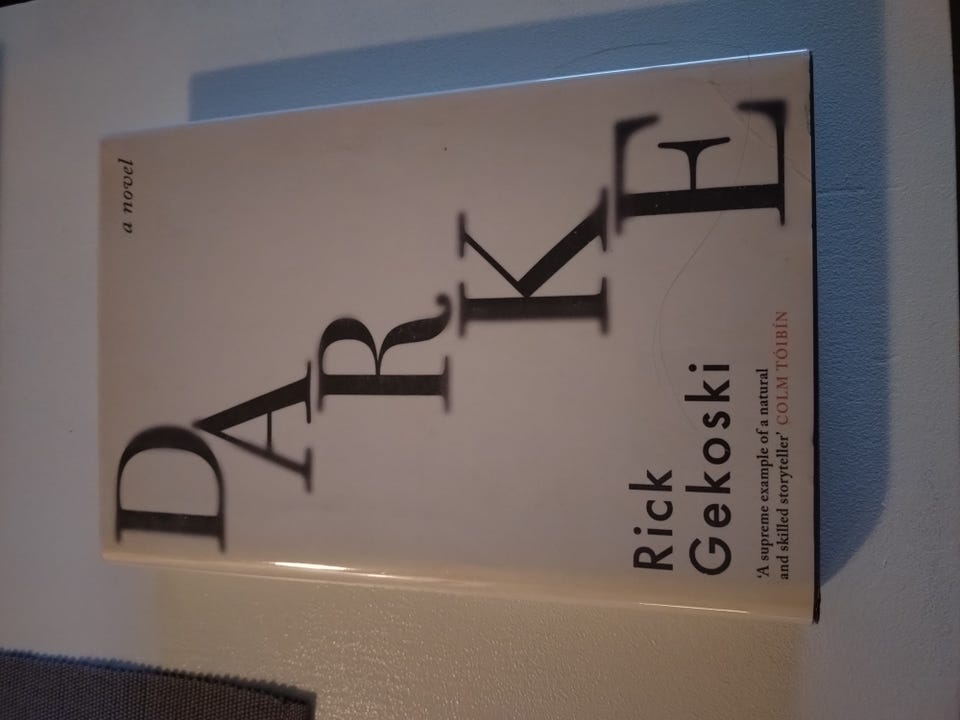 a novel
DARKE
Rick
Gekoski
‘A supreme example of a natural
and skilled storyteller’ COLM TÓIBÍN